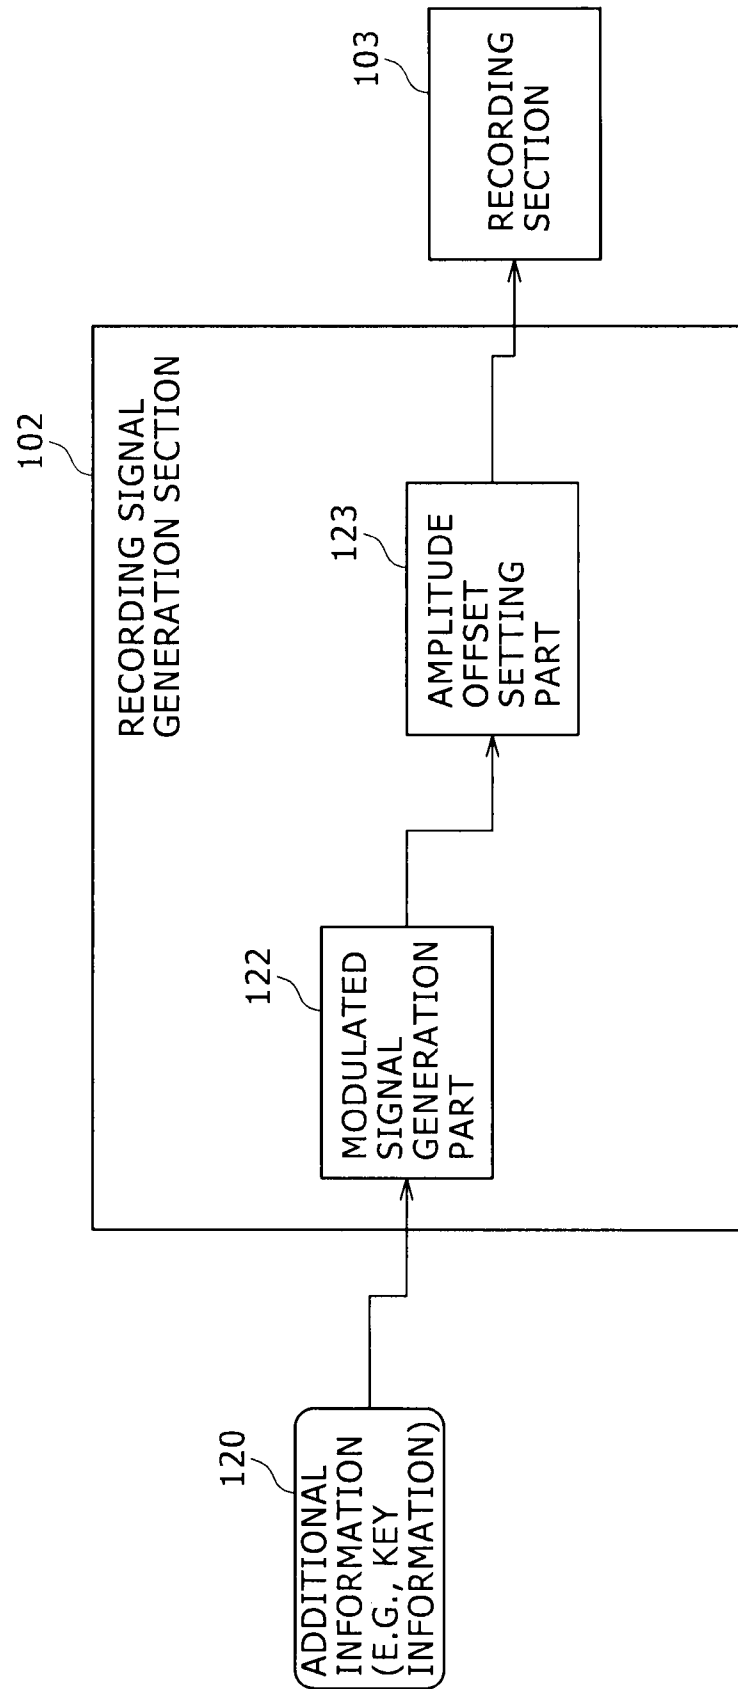 102
RECORDING SIGNAL
GENERATION SECTION
120
ADDITIONAL
INFORMATION
(E.G., KEY
INFORMATION)
122
MODULATED
SIGNAL
GENERATION
PART
123
AMPLITUDE
OFFSET
SETTING
PART
103
RECORDING
SECTION